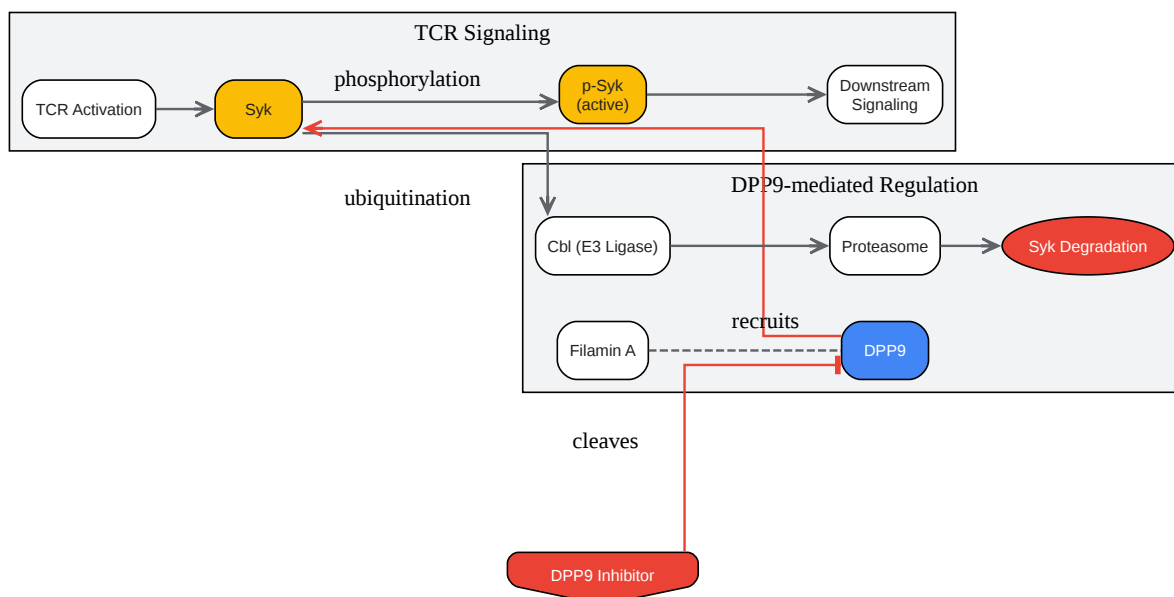 TCR Signaling
phosphorylation
TCR Activation
Syk
p-Syk
(active)
Downstream
Signaling
ubiquitination
DPP9-mediated Regulation
Cbl (E3 Ligase)
Proteasome
Syk Degradation
recruits
Filamin A
DPP9
cleaves
DPP9 Inhibitor